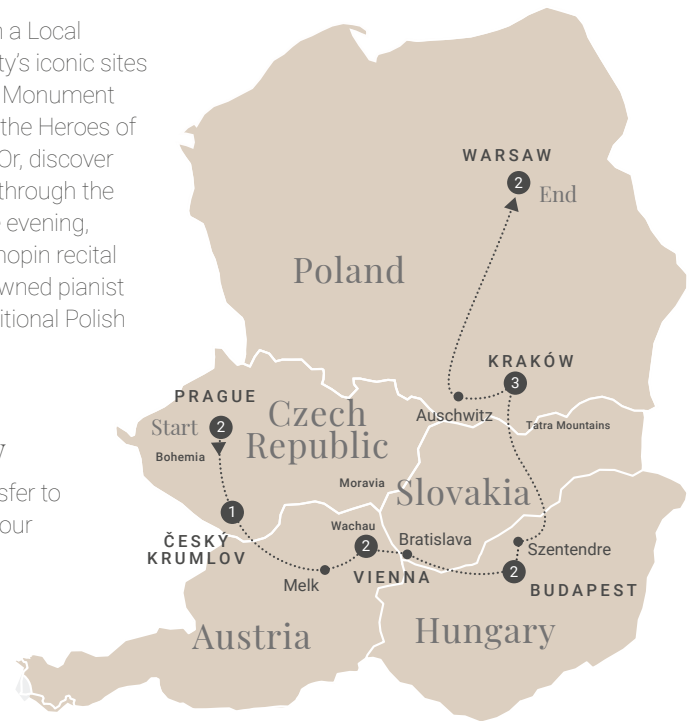 a Local
ty's iconic sites
Monument
the Heroes of
Or, discover
through the
evening,
hopin recital
wned pianist
itional Polish
sfer to
our
WARSAW
2
End
Poland
KRAKÓW
3
Auschwitz
Tatra Mountains
PRAGUE
Start
2
Bohemia
Czech
Republic
Moravia
Slovakia
1
ČESKÝ
KRUMLOV
Wachau
2
Bratislava
Melk
VIENNA
Szentendre
2
BUDAPEST
Austria
Hungary